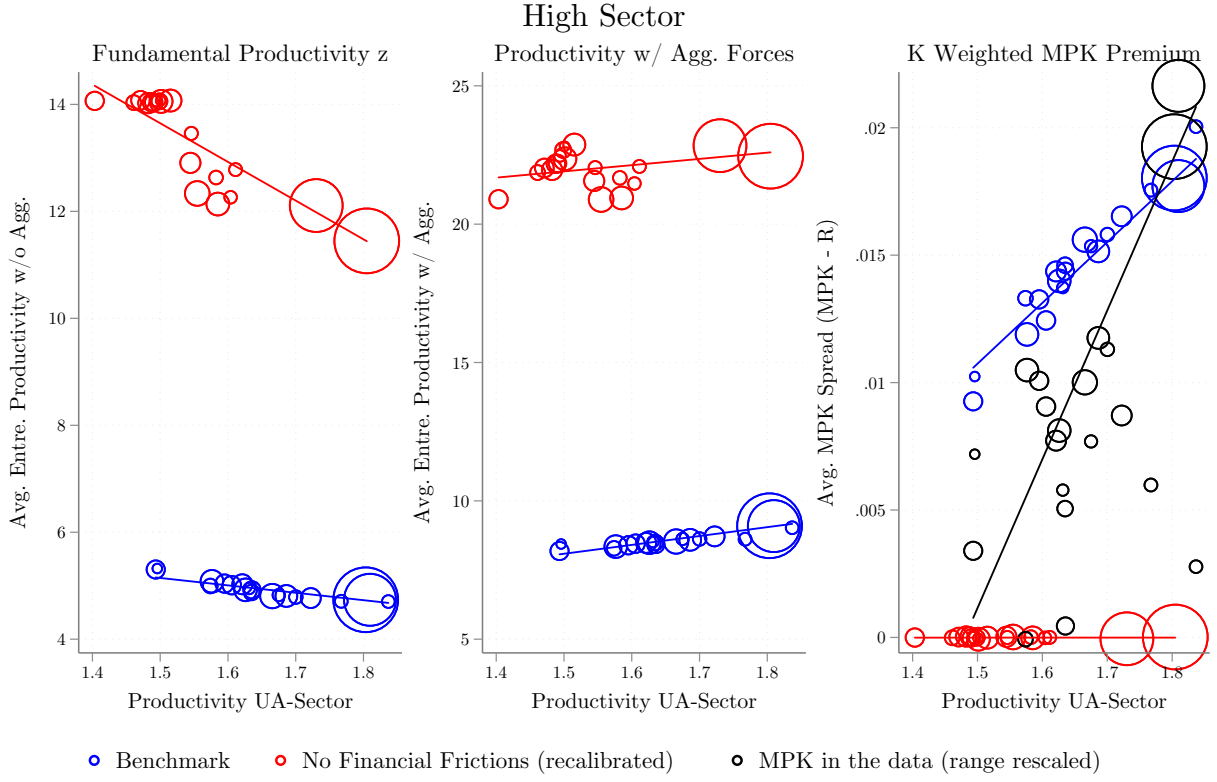 High Sector
Fundamental Productivity z
Avg. Entre. Productivity w/o Agg.
14
12
10
8
6
4
1.4 1.5 1.6 1.7 1.8
Productivity UA-Sector
Productivity w/ Agg. Forces
Avg. Entre. Productivity w/ Agg.
25
20
15
10
5
1.4 1.5 1.6 1.7 1.8
Productivity UA-Sector
K Weighted MPK Premium
Avg. MPK Spread (MPK - R)
.02
.015
.01
.005
0
1.4 1.5 1.6 1.7 1.8
Productivity UA-Sector
Benchmark No Financial Frictions (recalibrated) MPK in the data (range rescaled)